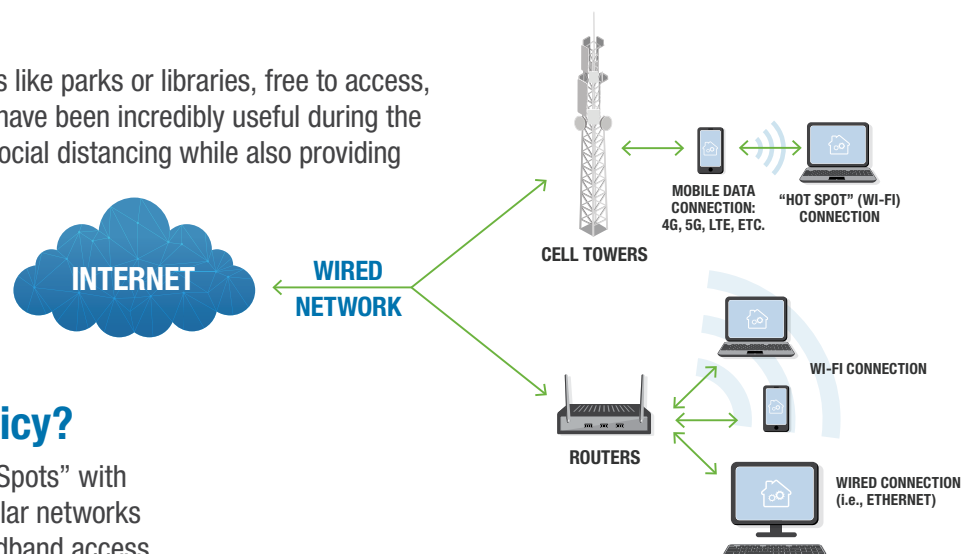 s like parks or libraries, free to access,
have been incredibly useful during the
ocial distancing while also providing
INTERNET
WIRED
NETWORK
CELL TOWERS
MOBILE DATA
CONNECTION:
4G, 5G, LTE, ETC.
“HOT SPOT” (WI-FI)
CONNECTION
WI-FI CONNECTION
ROUTERS
WIRED CONNECTION
(i.e., ETHERNET)
icy?
Spots” with
lar networks
dband access